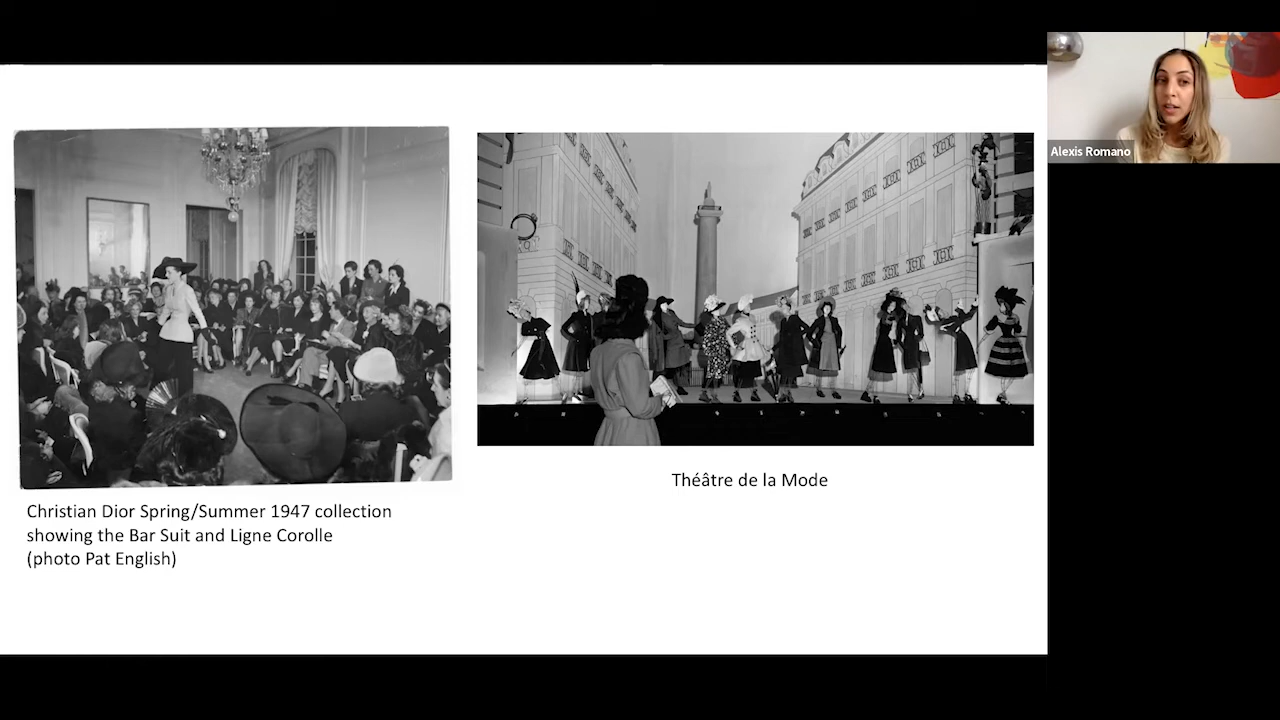 Alexis Romano
Théâtre de la Mode
Christian Dior Spring/Summer 1947 collection
showing the Bar Suit and Ligne Corolle
(photo Pat English)